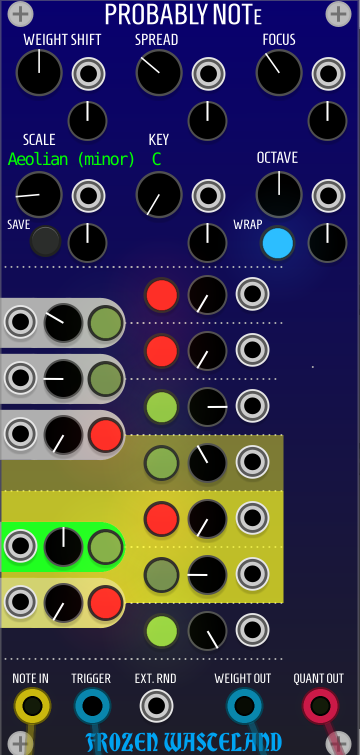 PROBABLY NOTE
WEIGHT SHIFT SPREAD FOCUS
SCALE KEY
Aeolian (minor) C
OCTAVE
SAVE WRAP
NOTE IN TRIGGER EXT. RND WEIGHT OUT QUANT OUT
FROZEN WASTELAND